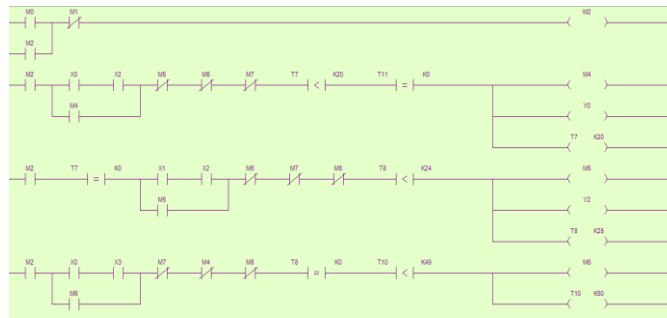 M0 M1 M2
M2
M2 X0 X2 M5 M6 M7 T7 < K20 T11 = K0 M4
M4 Y0
T7 K20
M2 T7 = K0 X1 X2 M6 M7 M8 T8 < K24 M5
M5 Y2
T8 K25
M2 X0 X3 M7 M4 M8 T8 = K0 T10 < K49 M6
M6 T10 K50